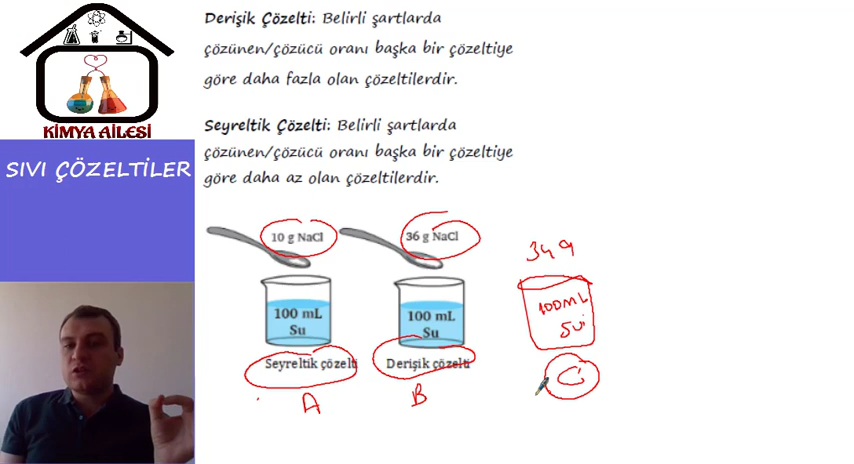 Derişik Çözelti: Belirli şartlarda
çözünen/çözücü oranı başka bir çözeltiye
göre daha fazla olan çözeltilerdir.
KİMYA AİLESİ
Seyreltik Çözelti: Belirli şartlarda
çözünen/çözücü oranı başka bir çözeltiye
göre daha az olan çözeltilerdir.
SIVI ÇÖZELTİLER
10 g NaCl
36 g NaCl
34 g
100 mL
Su
100 mL
Su
100 mL
Seyreltik çözelti
Derişik çözelti
A
B
C